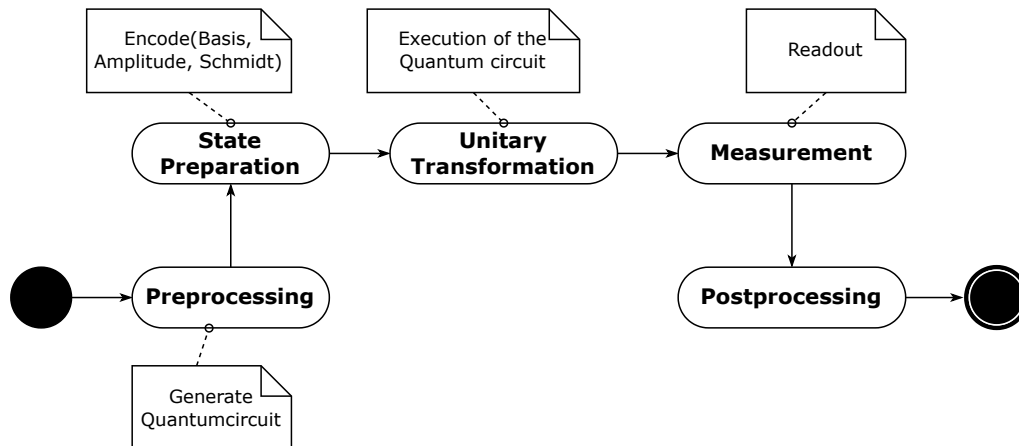 Encode(Basis,
Amplitude, Schmidt)
Execution of the
Quantum circuit
Readout
State
Preparation
Unitary
Transformation
Measurement
Preprocessing
Postprocessing
Generate
Quantumcircuit